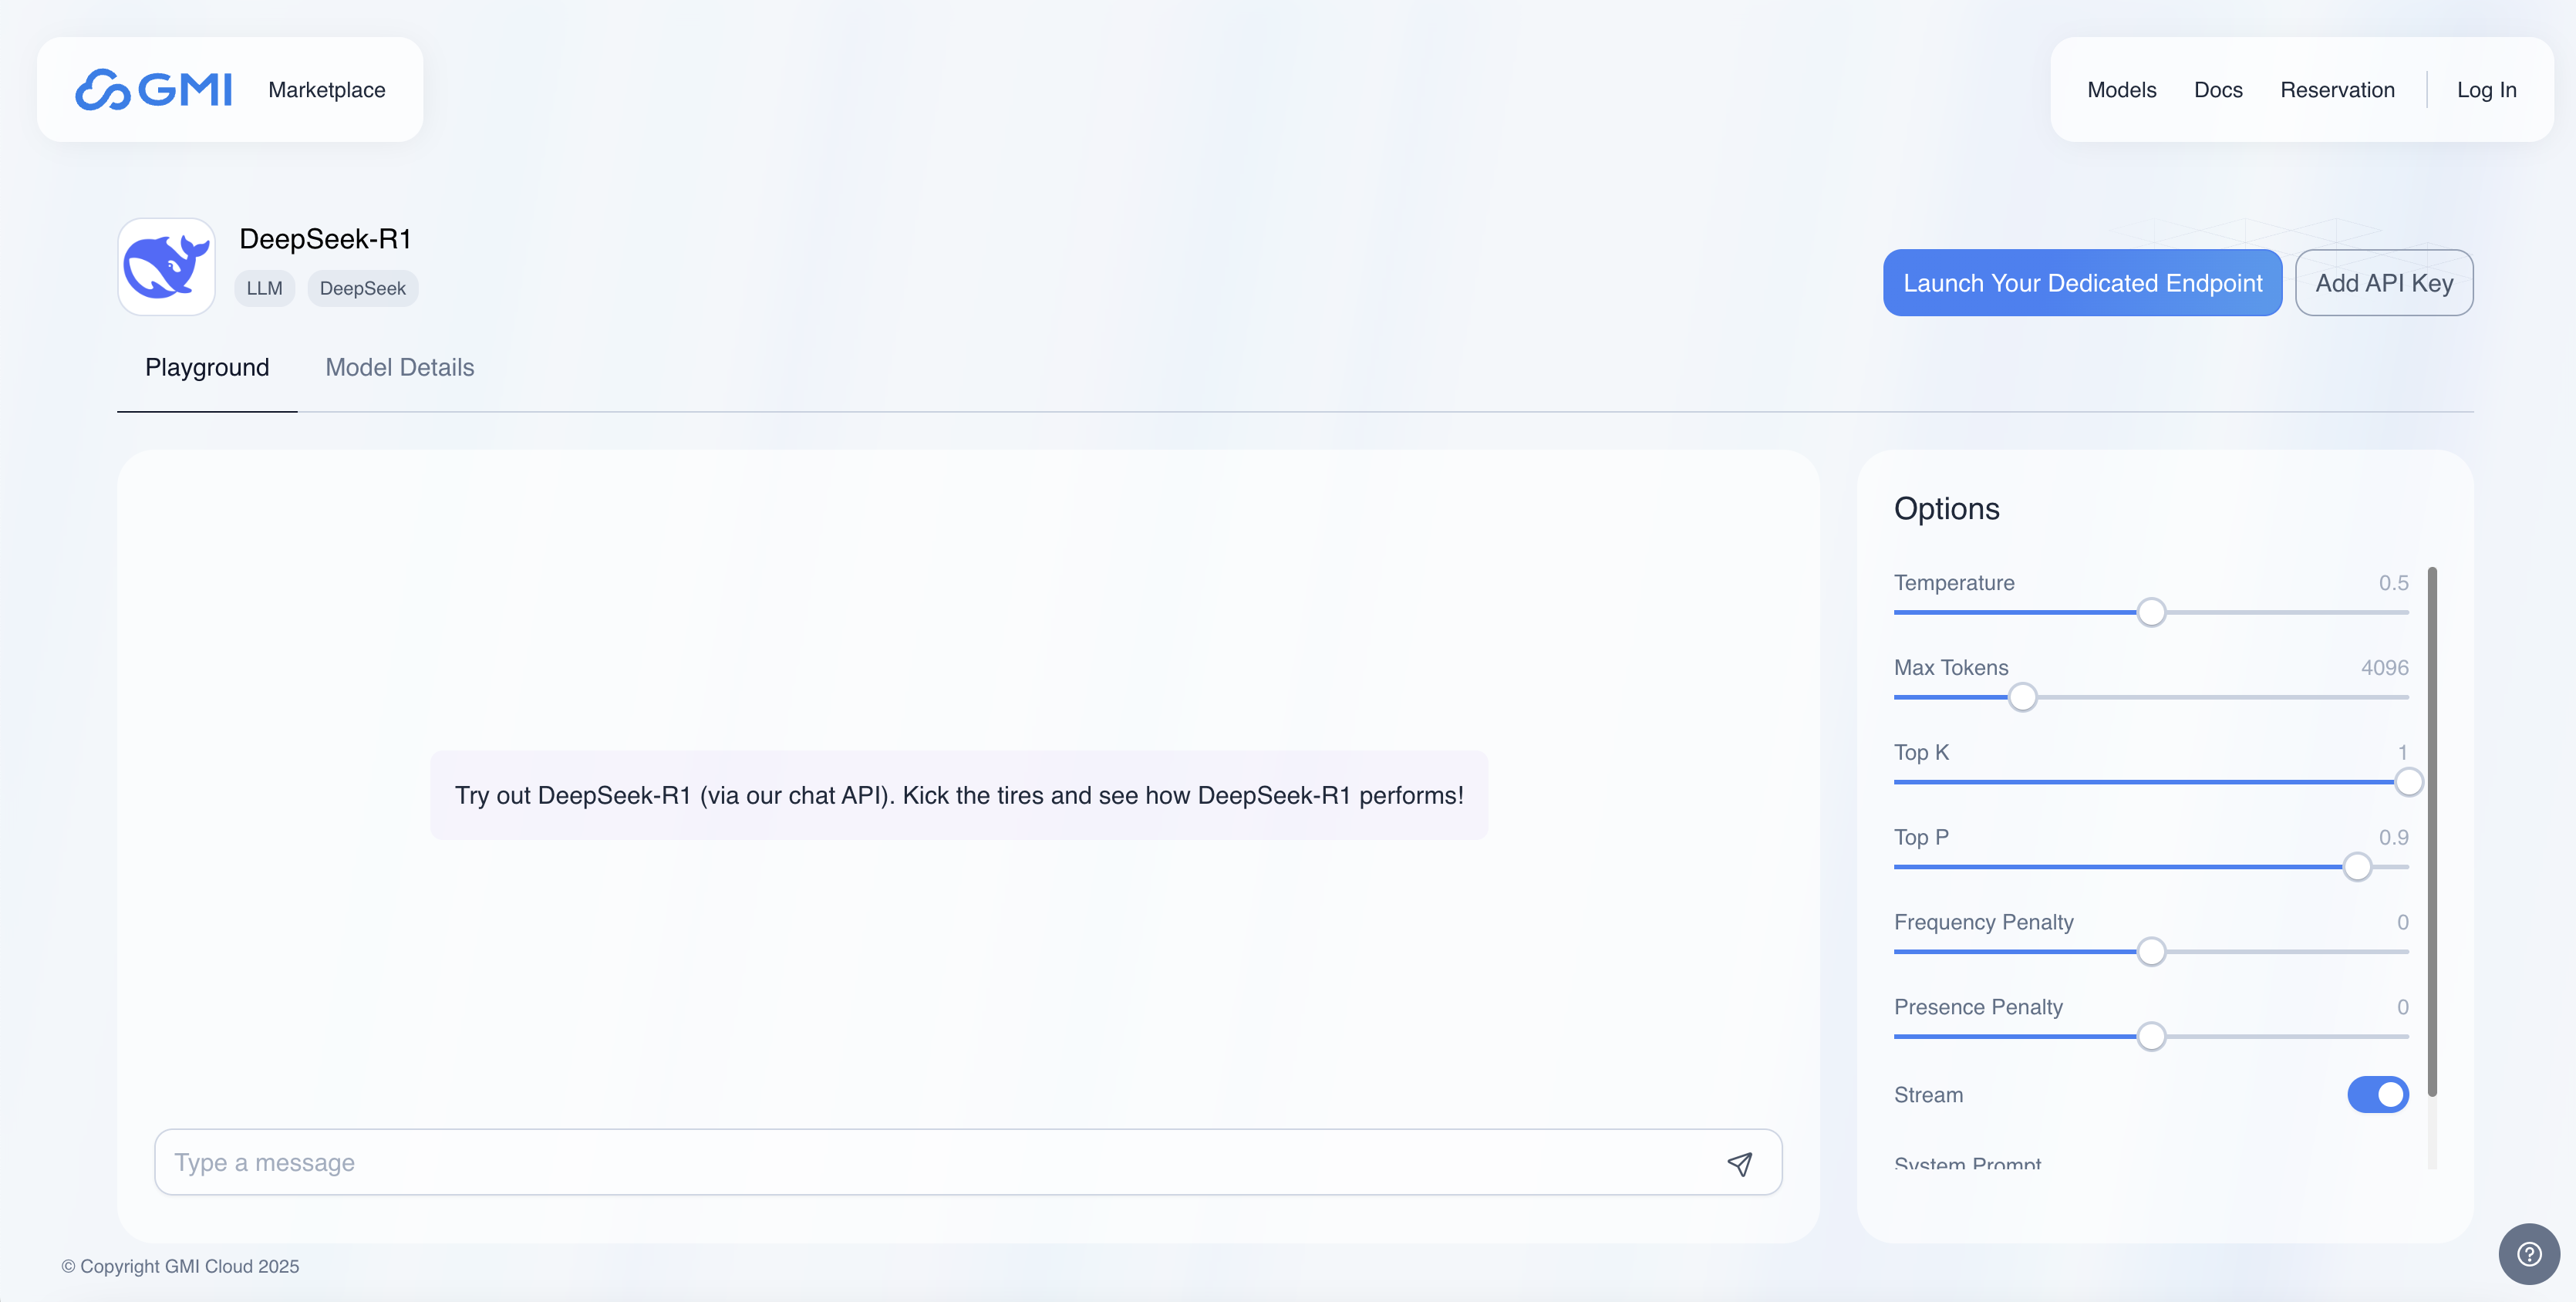 GMI
Marketplace
Models
Docs
Reservation
Log In
DeepSeek-R1
LLM
DeepSeek
Launch Your Dedicated Endpoint
Add API Key
Playground
Model Details
Try out DeepSeek-R1 (via our chat API). Kick the tires and see how DeepSeek-R1 performs!
Type a message
Options
Temperature 0.5
Max Tokens 4096
Top K 1
Top P 0.9
Frequency Penalty 0
Presence Penalty 0
Stream
System Prompt
© Copyright GMI Cloud 2025